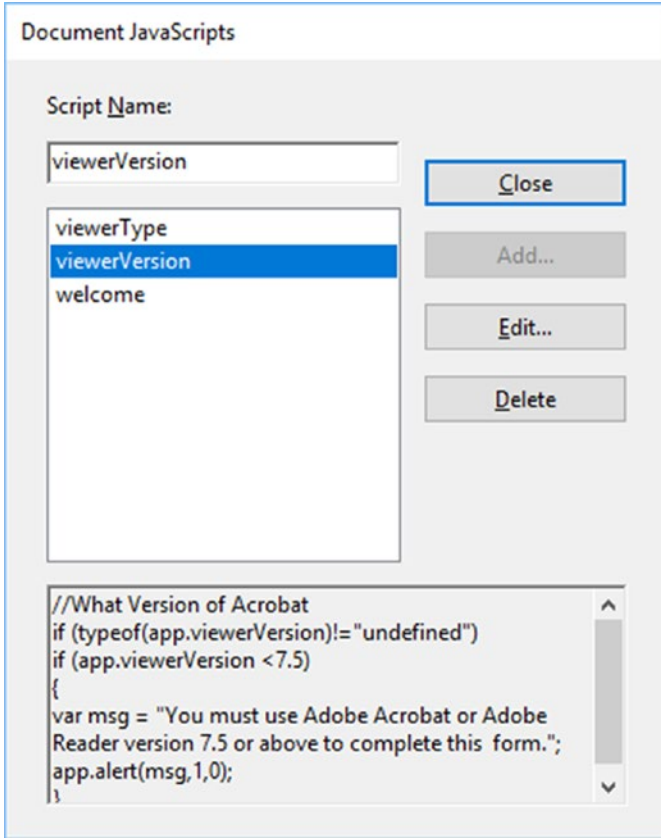 Document JavaScripts
Script Name:
viewerVersion
Close
viewerType
viewerVersion
welcome
Add...
Edit...
Delete
//What Version of Acrobat
if (typeof(app.viewerVersion)!="undefined")
if (app.viewerVersion <7.5)
{
var msg = "You must use Adobe Acrobat or Adobe
Reader version 7.5 or above to complete this  form.";
app.alert(msg,1,0);
}